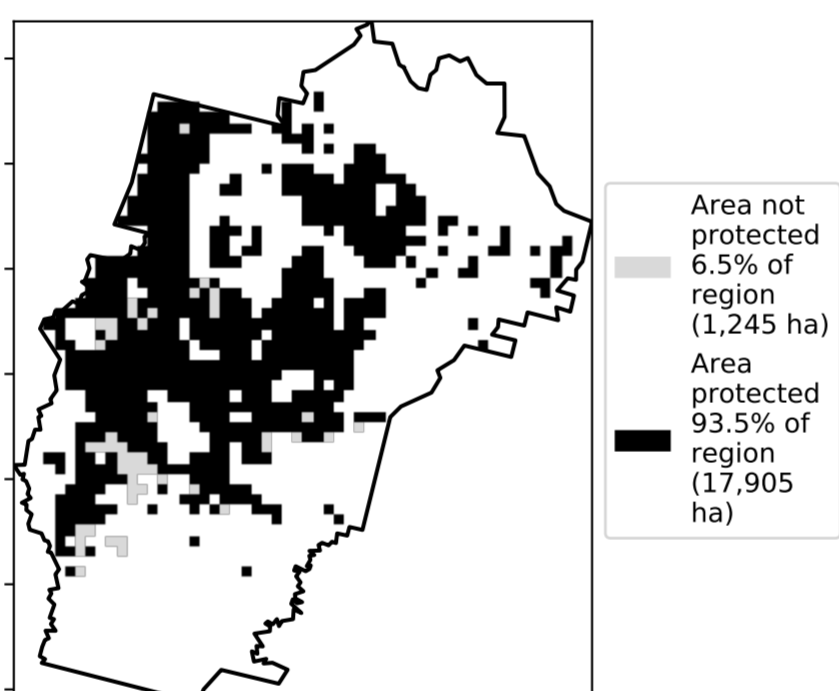 Area not
protected
6.5% of
region
(1,245 ha)
Area
protected
93.5% of
region
(17,905
ha)